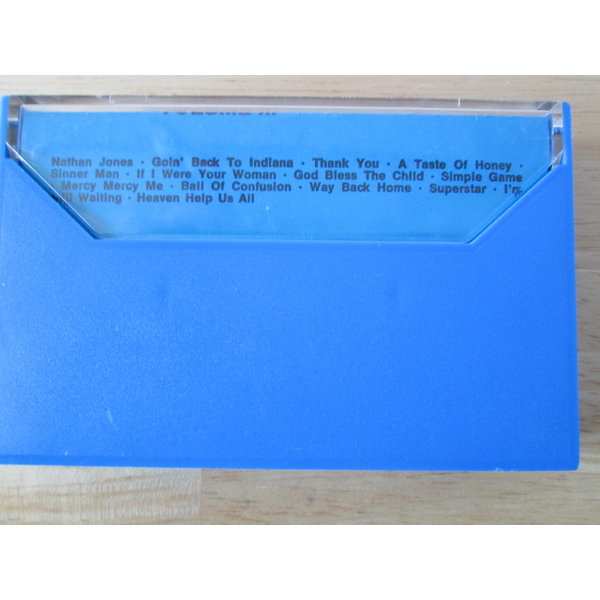 Nathan Jones · Goin' Back To Indiana · Thank You · A Taste Of Honey ·
Sinner Man · If I Were Your Woman · God Bless The Child · Simple Game
· Mercy Mercy Me · Ball Of Confusion · Way Back Home · Superstar · I'm
Waiting · Heaven Help Us All